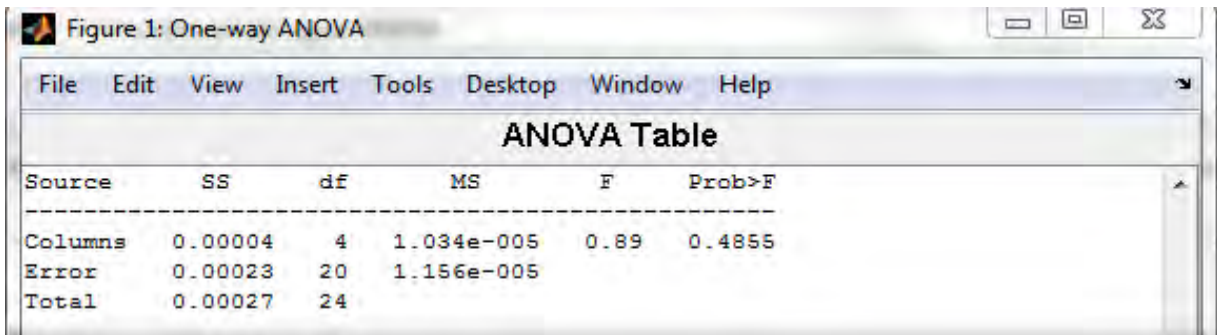 Figure 1: One-way ANOVA
File Edit View Insert Tools Desktop Window Help
ANOVA Table
Source SS df MS F Prob>F
Columns 0.00004 4 1.034e-005 0.89 0.4855
Error 0.00023 20 1.156e-005
Total 0.00027 24